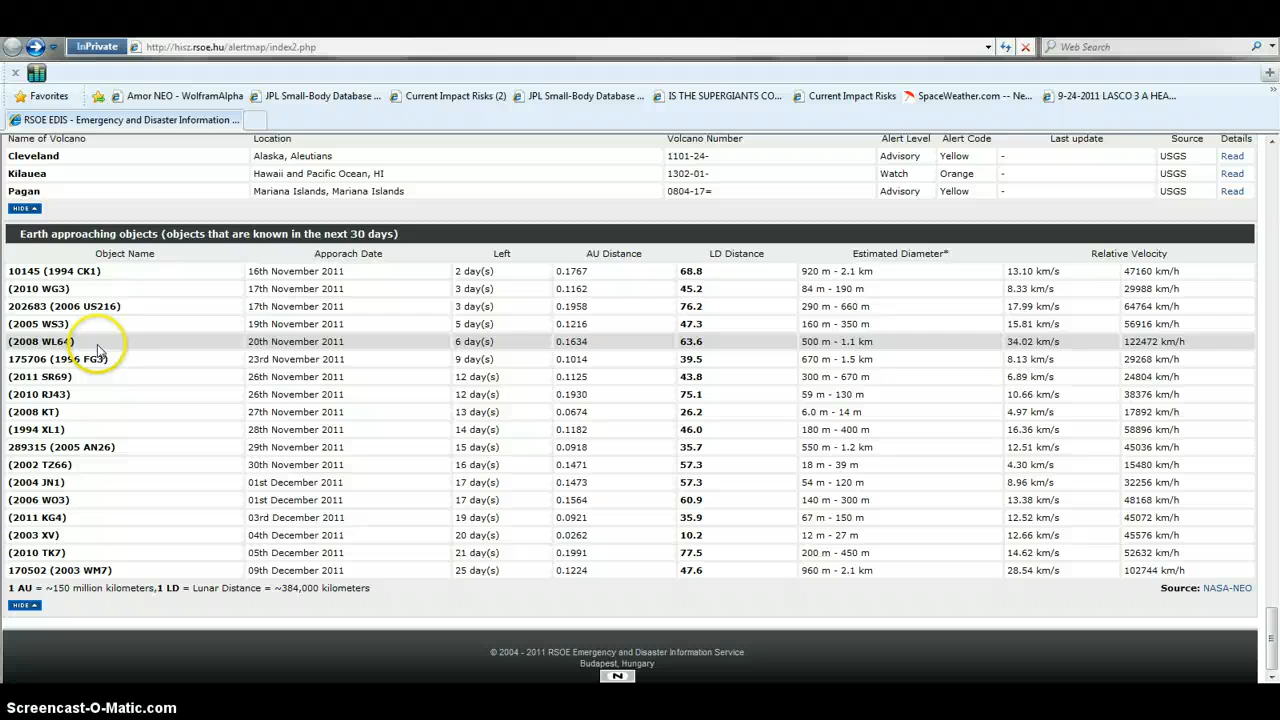 InPrivate http://hisz.rsoe.hu/alertmap/index2.php Web Search
Favorites Amor NEO - WolframAlpha JPL Small-Body Database ... Current Impact Risks (2) JPL Small-Body Database ... IS THE SUPERGIANTS CO... Current Impact Risks SpaceWeather.com -- Ne... 9-24-2011 LASCO 3 A HEA...
RSOE EDIS - Emergency and Disaster Information ...
Name of Volcano Location Volcano Number Alert Level Alert Code Last update Source Details
Cleveland Alaska, Aleutians 1101-24- Advisory Yellow - USGS Read
Kilauea Hawaii and Pacific Ocean, HI 1302-01- Watch Orange - USGS Read
Pagan Mariana Islands, Mariana Islands 0804-17= Advisory Yellow - USGS Read
HIDE
Earth approaching objects (objects that are known in the next 30 days)
Object Name Apporach Date Left AU Distance LD Distance Estimated Diameter* Relative Velocity
10145 (1994 CK1) 16th November 2011 2 day(s) 0.1767 68.8 920 m - 2.1 km 13.10 km/s 47160 km/h
(2010 WG3) 17th November 2011 3 day(s) 0.1162 45.2 84 m - 190 m 8.33 km/s 29988 km/h
202683 (2006 US216) 17th November 2011 3 day(s) 0.1958 76.2 290 m - 660 m 17.99 km/s 64764 km/h
(2005 WS3) 19th November 2011 5 day(s) 0.1216 47.3 160 m - 350 m 15.81 km/s 56916 km/h
(2008 WL64) 20th November 2011 6 day(s) 0.1634 63.6 500 m - 1.1 km 34.02 km/s 122472 km/h
175706 (1996 FG3) 23rd November 2011 9 day(s) 0.1014 39.5 670 m - 1.5 km 8.13 km/s 29268 km/h
(2011 SR69) 26th November 2011 12 day(s) 0.1125 43.8 300 m - 670 m 6.89 km/s 24804 km/h
(2010 RJ43) 26th November 2011 12 day(s) 0.1930 75.1 59 m - 130 m 10.66 km/s 38376 km/h
(2008 KT) 27th November 2011 13 day(s) 0.0674 26.2 6.0 m - 14 m 4.97 km/s 17892 km/h
(1994 XL1) 28th November 2011 14 day(s) 0.1182 46.0 180 m - 400 m 16.36 km/s 58896 km/h
289315 (2005 AN26) 29th November 2011 15 day(s) 0.0918 35.7 550 m - 1.2 km 12.51 km/s 45036 km/h
(2002 TZ66) 30th November 2011 16 day(s) 0.1471 57.3 18 m - 39 m 4.30 km/s 15480 km/h
(2004 JN1) 01st December 2011 17 day(s) 0.1473 57.3 54 m - 120 m 8.96 km/s 32256 km/h
(2006 WO3) 01st December 2011 17 day(s) 0.1564 60.9 140 m - 300 m 13.38 km/s 48168 km/h
(2011 KG4) 03rd December 2011 19 day(s) 0.0921 35.9 67 m - 150 m 12.52 km/s 45072 km/h
(2003 XV) 04th December 2011 20 day(s) 0.0262 10.2 12 m - 27 m 12.66 km/s 45576 km/h
(2010 TK7) 05th December 2011 21 day(s) 0.1991 77.5 200 m - 450 m 14.62 km/s 52632 km/h
170502 (2003 WM7) 09th December 2011 25 day(s) 0.1224 47.6 960 m - 2.1 km 28.54 km/s 102744 km/h
1 AU = ~150 million kilometers,1 LD = Lunar Distance = ~384,000 kilometers Source: NASA-NEO
HIDE
© 2004 - 2011 RSOE Emergency and Disaster Information Service
Budapest, Hungary
N
Screencast-O-Matic.com